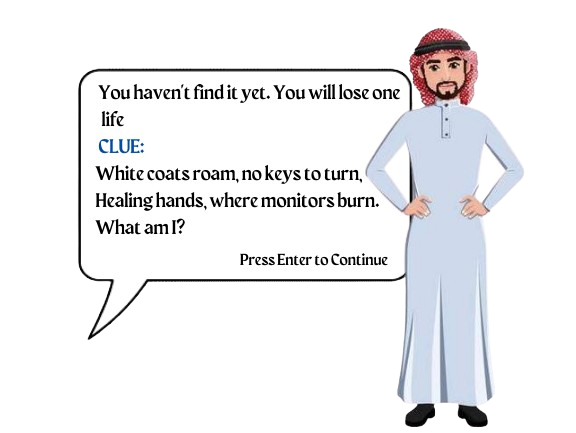 You haven't find it yet. You will lose one
life
CLUE:
White coats roam, no keys to turn,
Healing hands, where monitors burn.
What am I?
Press Enter to Continue